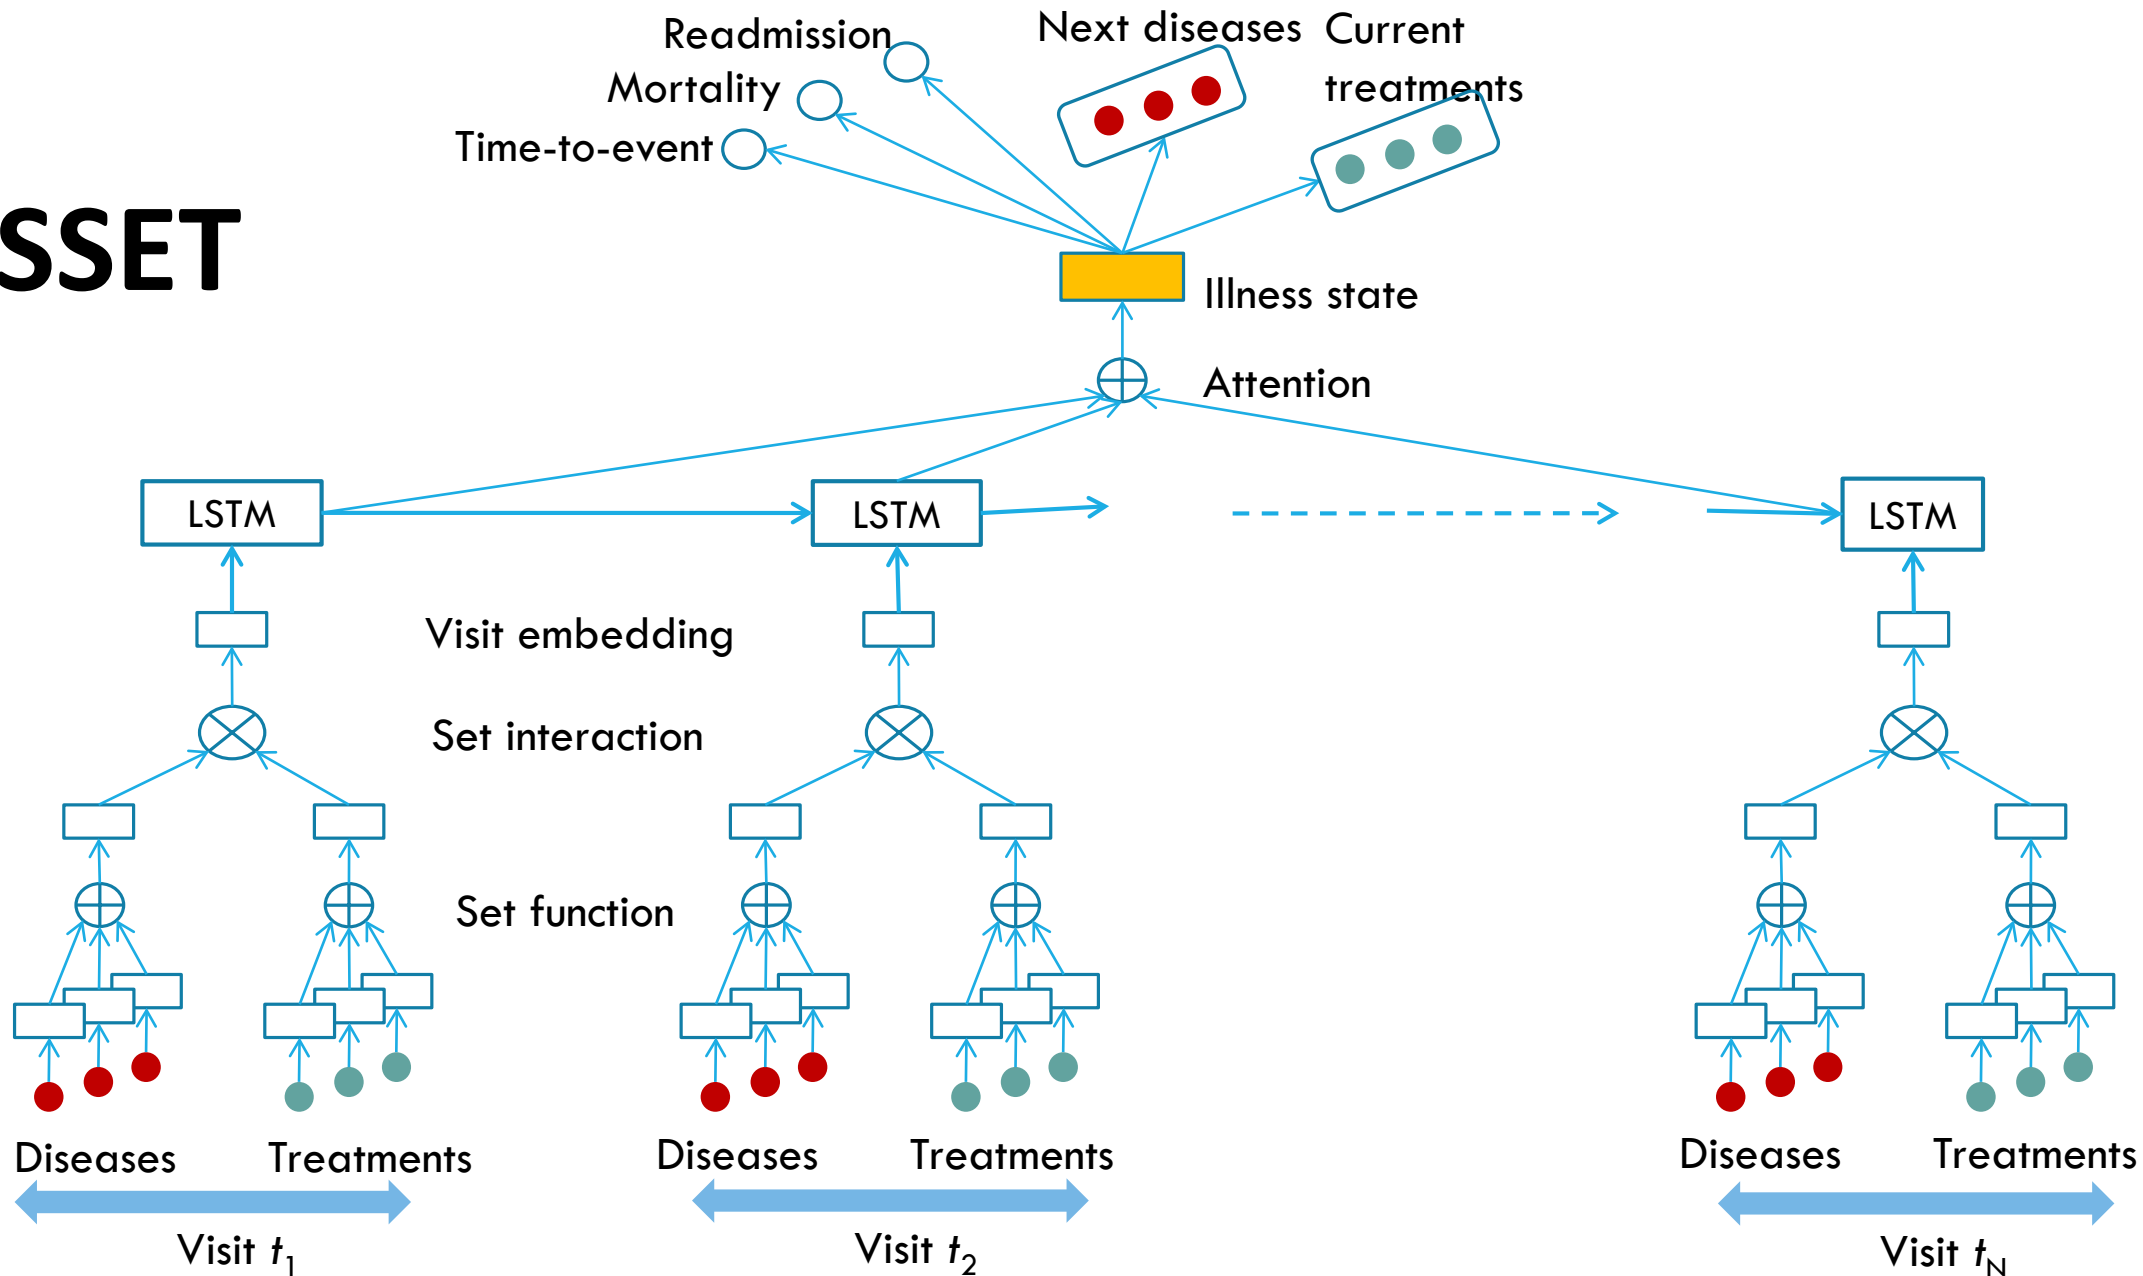 Readmission
Next diseases
Current
treatments
Mortality
Time-to-event
SSET
Illness state
Attention
LSTM
LSTM
LSTM
Visit embedding
Set interaction
Set function
Diseases
Treatments
Diseases
Treatments
Diseases
Treatments
Visit t₁
Visit t₂
Visit t_N